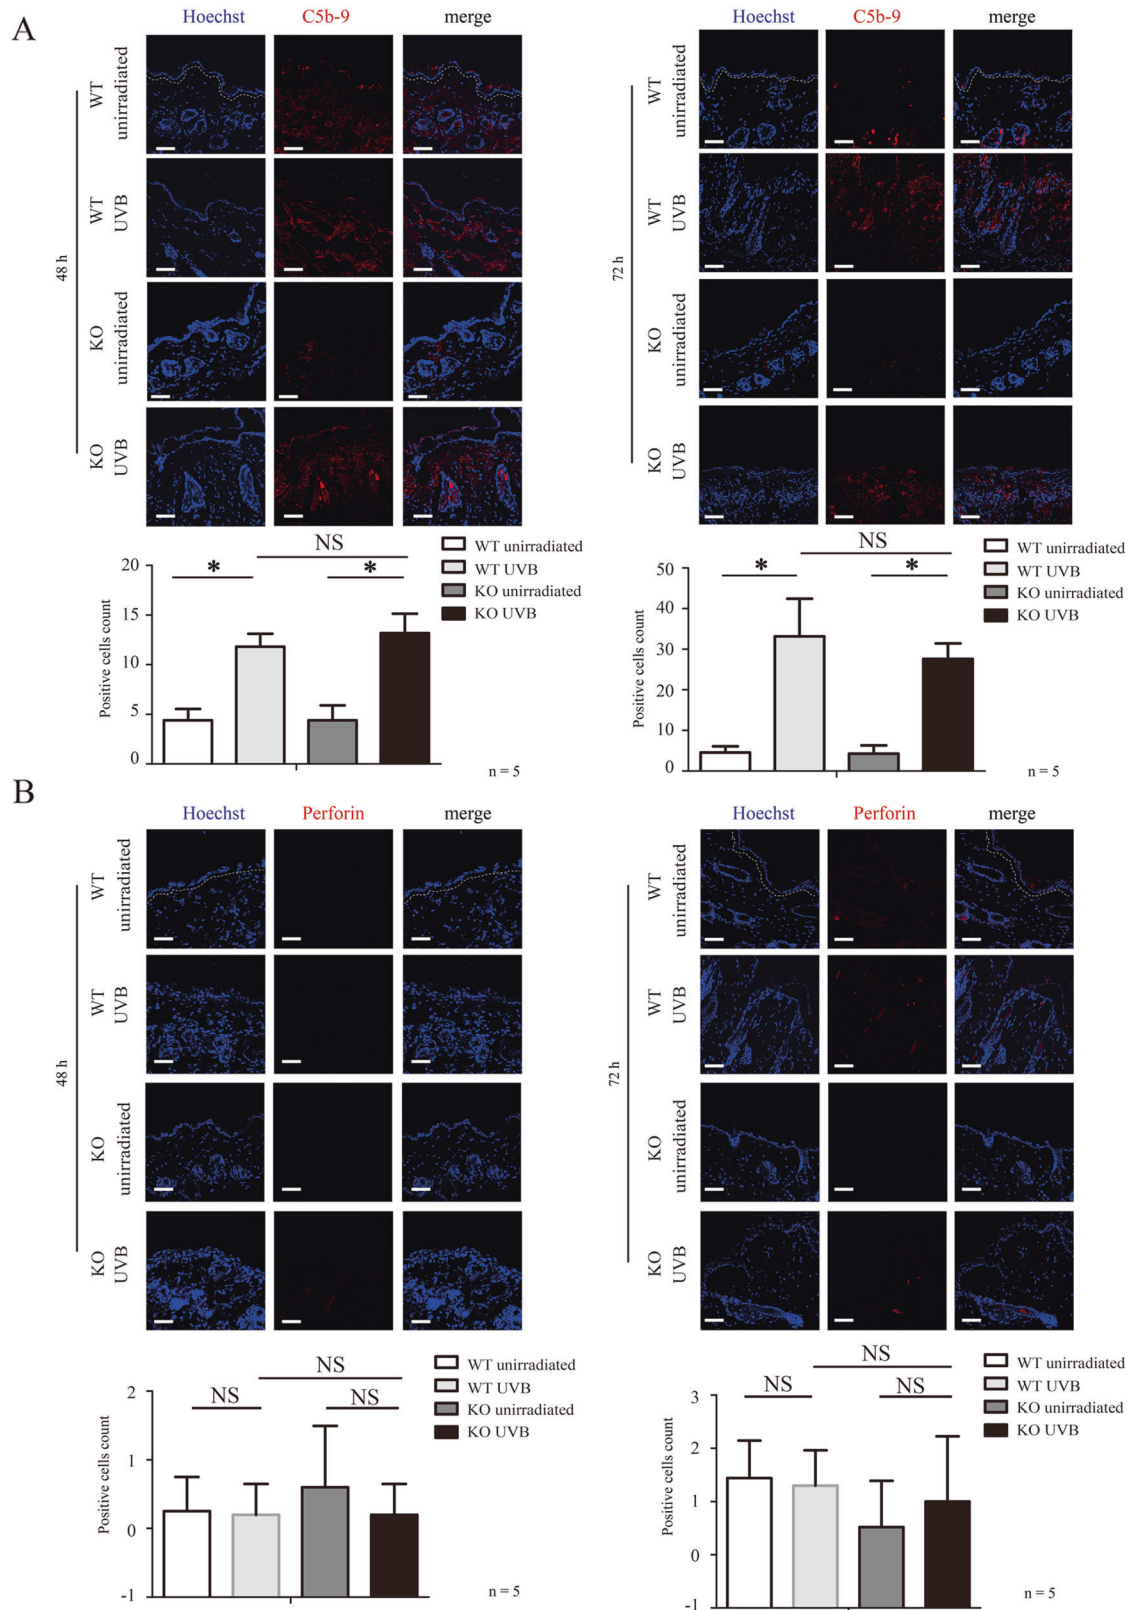 A
Hoechst C5b-9 merge
48 h
WT unirradiated
WT UVB
KO unirradiated
KO UVB
Hoechst C5b-9 merge
72 h
WT unirradiated
WT UVB
KO unirradiated
KO UVB
NS
* *
Positive cells count
20
15
10
5
0
WT unirradiated
WT UVB
KO unirradiated
KO UVB
n = 5
NS
* *
Positive cells count
50
40
30
20
10
0
WT unirradiated
WT UVB
KO unirradiated
KO UVB
n = 5
B
Hoechst Perforin merge
48 h
WT unirradiated
WT UVB
KO unirradiated
KO UVB
Hoechst Perforin merge
72 h
WT unirradiated
WT UVB
KO unirradiated
KO UVB
NS
NS NS
Positive cells count
2
1
0
-1
WT unirradiated
WT UVB
KO unirradiated
KO UVB
n = 5
NS
NS NS
Positive cells count
3
2
1
0
-1
WT unirradiated
WT UVB
KO unirradiated
KO UVB
n = 5